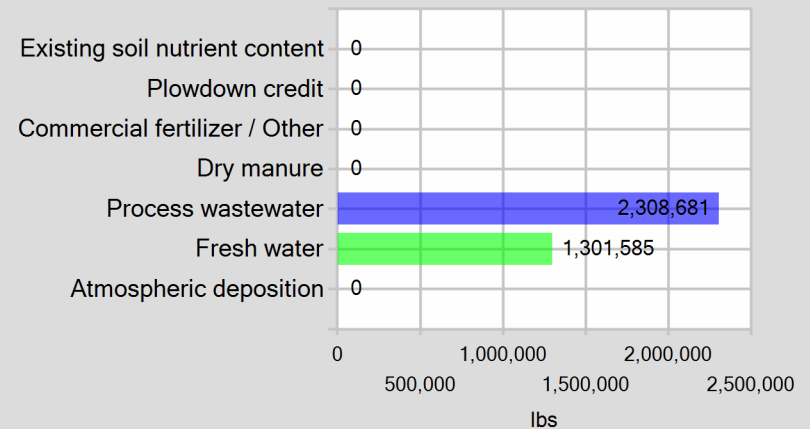 Existing soil nutrient content 0
Plowdown credit 0
Commercial fertilizer / Other 0
Dry manure 0
Process wastewater 2,308,681
Fresh water 1,301,585
Atmospheric deposition 0
0 1,000,000 2,000,000
500,000 1,500,000 2,500,000
lbs